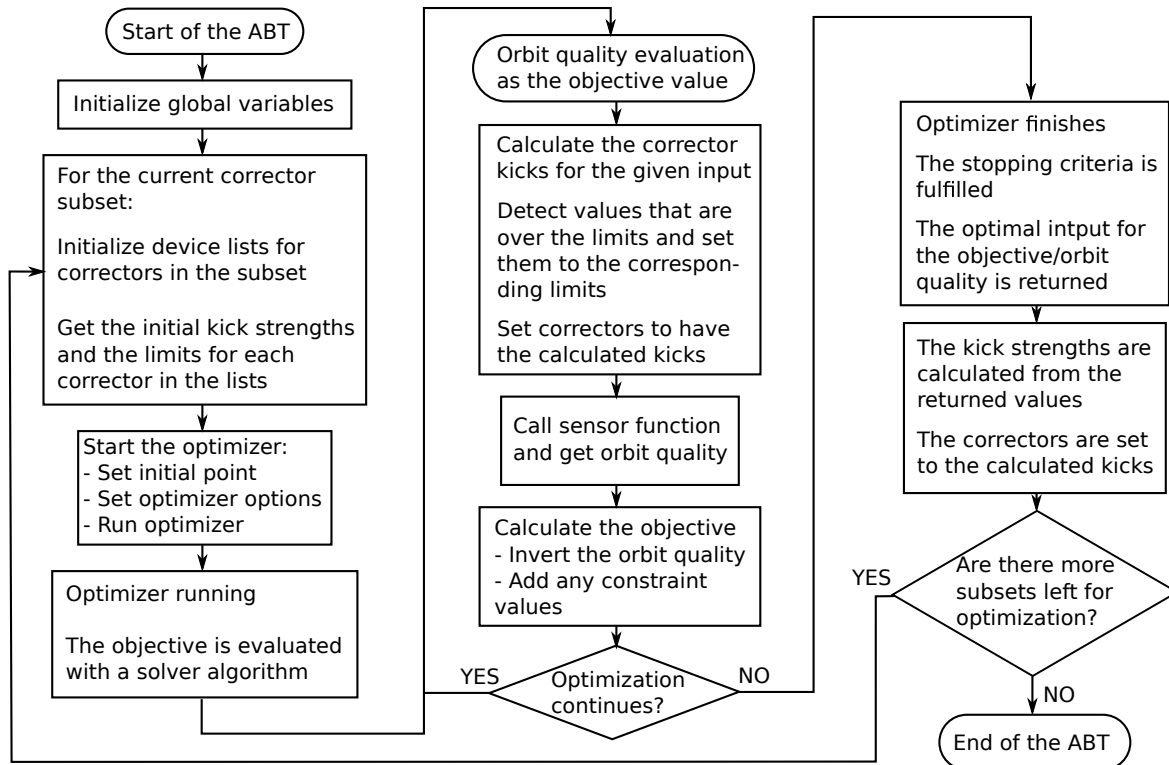 Start of the ABT
Initialize global variables
For the current corrector
subset:
Initialize device lists for
correctors in the subset
Get the initial kick strengths
and the limits for each
corrector in the lists
Start the optimizer:
- Set initial point
- Set optimizer options
- Run optimizer
Optimizer running
The objective is evaluated
with a solver algorithm
Orbit quality evaluation
as the objective value
Calculate the corrector
kicks for the given input
Detect values that are
over the limits and set
them to the correspon-
ding limits
Set correctors to have
the calculated kicks
Call sensor function
and get orbit quality
Calculate the objective
- Invert the orbit quality
- Add any constraint
values
YES
Optimization
continues?
NO
Optimizer finishes
The stopping criteria is
fulfilled
The optimal intput for
the objective/orbit
quality is returned
The kick strengths are
calculated from the
returned values
The correctors are set
to the calculated kicks
YES
Are there more
subsets left for
optimization?
NO
End of the ABT